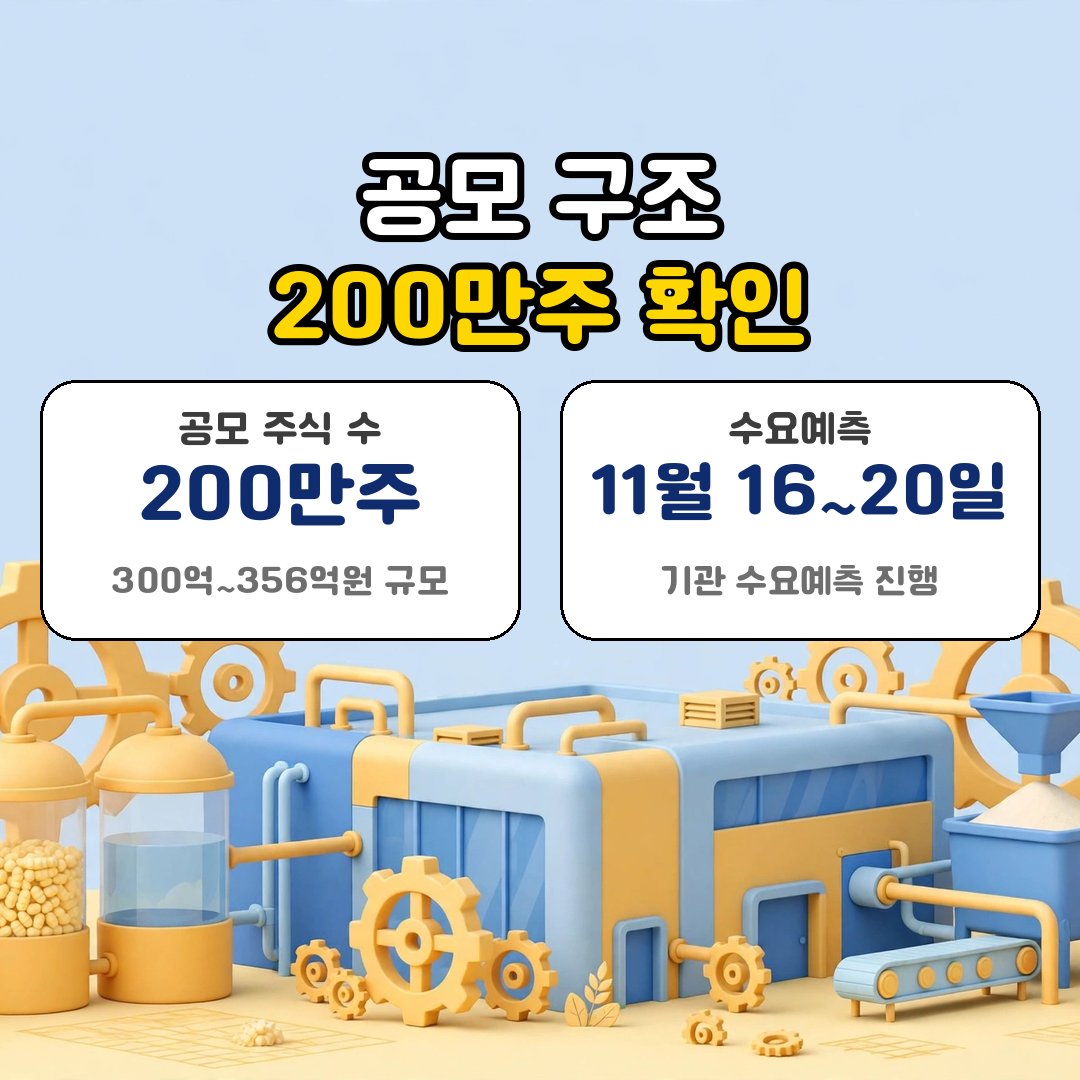 공모 구조
200만주 확인
공모 주식 수
200만주
300억~356억원 규모
수요예측
11월 16~20일
기관 수요예측 진행